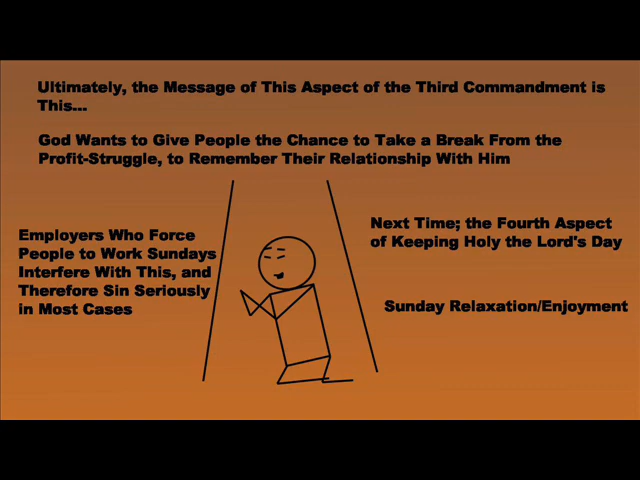 Ultimately, the Message of This Aspect of the Third Commandment is
This...
God Wants to Give People the Chance to Take a Break From the
Profit-Struggle, to Remember Their Relationship With Him
Employers Who Force
People to Work Sundays
Interfere With This, and
Therefore Sin Seriously
in Most Cases
Next Time; the Fourth Aspect
of Keeping Holy the Lord's Day
Sunday Relaxation/Enjoyment